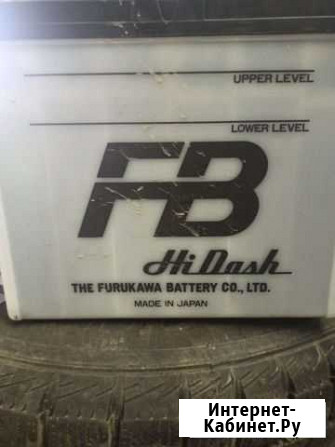 UPPER LEVEL
LOWER LEVEL
FB
Hi Dash
THE FURUKAWA BATTERY CO., LTD.
MADE IN JAPAN
Интернет-
Кабинет.Ру